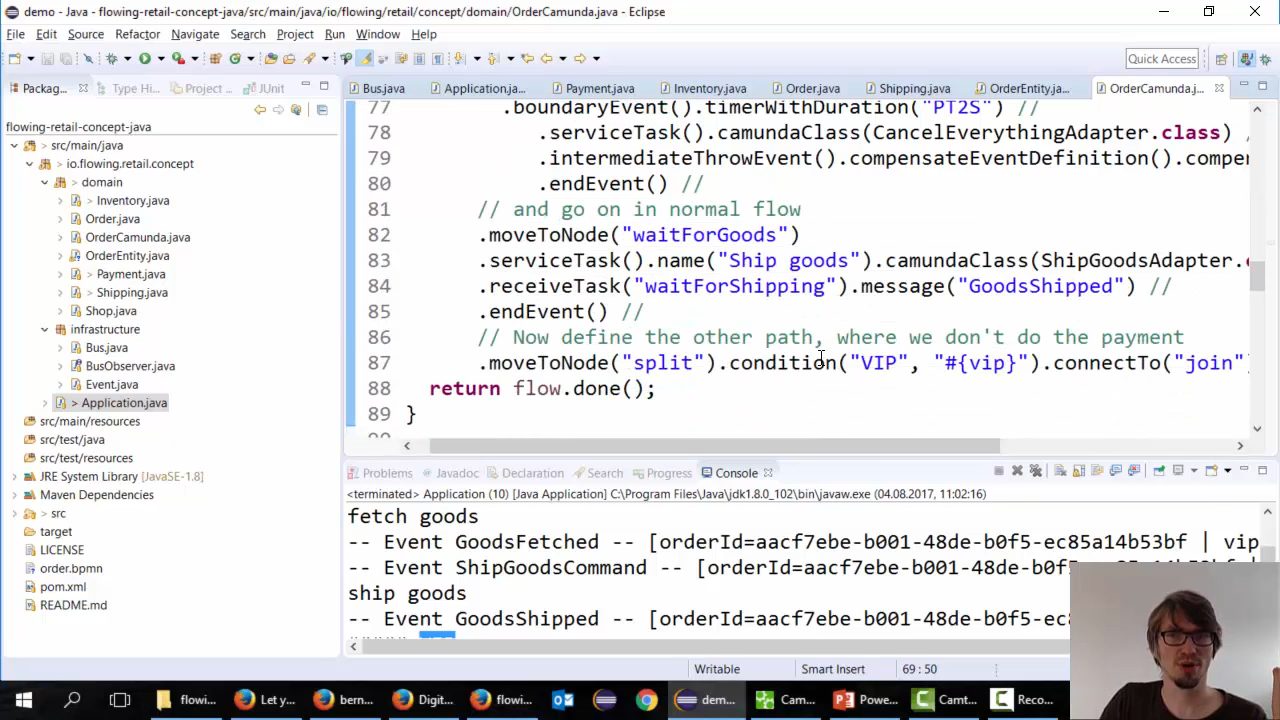 demo - Java - flowing-retail-concept-java/src/main/java/io/flowing/retail/concept/domain/OrderCamunda.java - Eclipse
File Edit Source Refactor Navigate Search Project Run Window Help
Quick Access
Packag... Type Hi... Project ... JUnit
Bus.java Application.ja... Payment.java Inventory.java Order.java Shipping.java OrderEntity.ja... OrderCamunda.j...
flowing-retail-concept-java
src/main/java
> io.flowing.retail.concept
> domain
> Inventory.java
Order.java
OrderCamunda.java
OrderEntity.java
> Payment.java
> Shipping.java
Shop.java
infrastructure
Bus.java
BusObserver.java
Event.java
> Application.java
src/main/resources
src/test/java
src/test/resources
JRE System Library [JavaSE-1.8]
Maven Dependencies
> src
target
LICENSE
order.bpmn
pom.xml
README.md
77 .boundaryEvent().timerWithDuration("PT2S") //
78 .serviceTask().camundaClass(CancelEverythingAdapter.class) /
79 .intermediateThrowEvent().compensateEventDefinition().compen
80 .endEvent() //
81 // and go on in normal flow
82 .moveToNode("waitForGoods")
83 .serviceTask().name("Ship goods").camundaClass(ShipGoodsAdapter.c
84 .receiveTask("waitForShipping").message("GoodsShipped") //
85 .endEvent() //
86 // Now define the other path, where we don't do the payment
87 .moveToNode("split").condition("VIP", "#{vip}").connectTo("join")
88 return flow.done();
89 }
Problems Javadoc Declaration Search Progress Console
<terminated> Application (10) [Java Application] C:\Program Files\Java\jdk1.8.0_102\bin\javaw.exe (04.08.2017, 11:02:16)
fetch goods
-- Event GoodsFetched -- [orderId=aacf7ebe-b001-48de-b0f5-ec85a14b53bf | vip
-- Event ShipGoodsCommand -- [orderId=aacf7ebe-b001-48de-b0f5-
ship goods
-- Event GoodsShipped -- [orderId=aacf7ebe-b001-48de-b0f5-ec8
Writable Smart Insert 69 : 50
flowi... Let y... bern... Digit... flowi... dem... Cam... Powe... Camt... Reco...